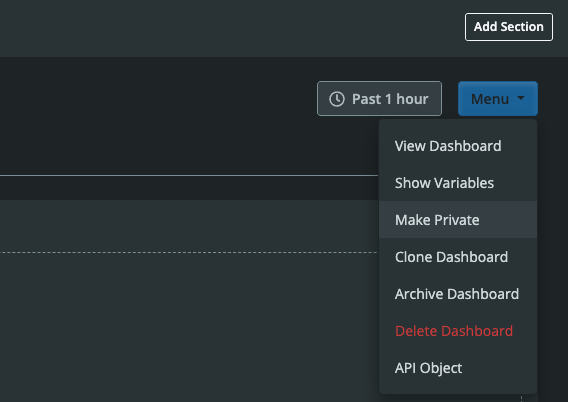 Add Section
Past 1 hour
Menu
View Dashboard
Show Variables
Make Private
Clone Dashboard
Archive Dashboard
Delete Dashboard
API Object